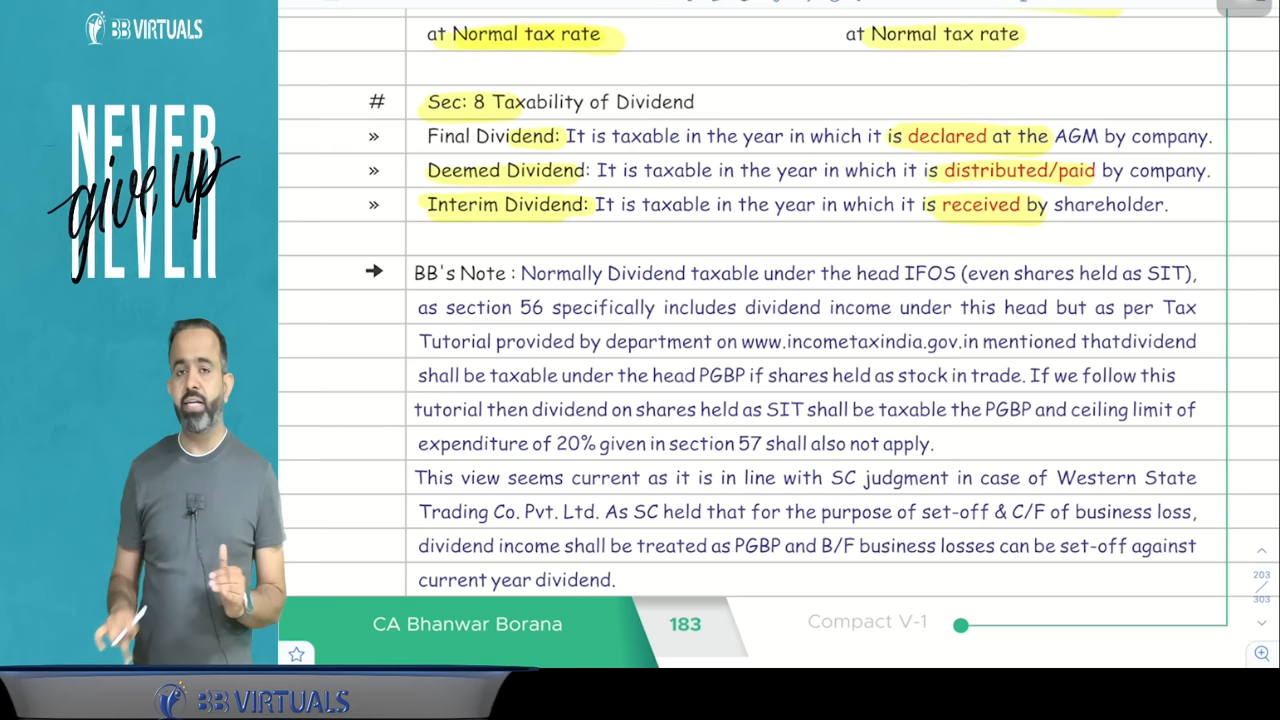 BB VIRTUALS
NEVER
give up
NEVER
at Normal tax rate
at Normal tax rate
# Sec: 8 Taxability of Dividend
» Final Dividend: It is taxable in the year in which it is declared at the AGM by company.
» Deemed Dividend: It is taxable in the year in which it is distributed/paid by company.
» Interim Dividend: It is taxable in the year in which it is received by shareholder.
➔ BB's Note : Normally Dividend taxable under the head IFOS (even shares held as SIT),
as section 56 specifically includes dividend income under this head but as per Tax
Tutorial provided by department on www.incometaxindia.gov.in mentioned thatdividend
shall be taxable under the head PGBP if shares held as stock in trade. If we follow this
tutorial then dividend on shares held as SIT shall be taxable the PGBP and ceiling limit of
expenditure of 20% given in section 57 shall also not apply.
This view seems current as it is in line with SC judgment in case of Western State
Trading Co. Pvt. Ltd. As SC held that for the purpose of set-off & C/F of business loss,
dividend income shall be treated as PGBP and B/F business losses can be set-off against
current year dividend.
203
303
CA Bhanwar Borana
183
Compact V-1
BB VIRTUALS